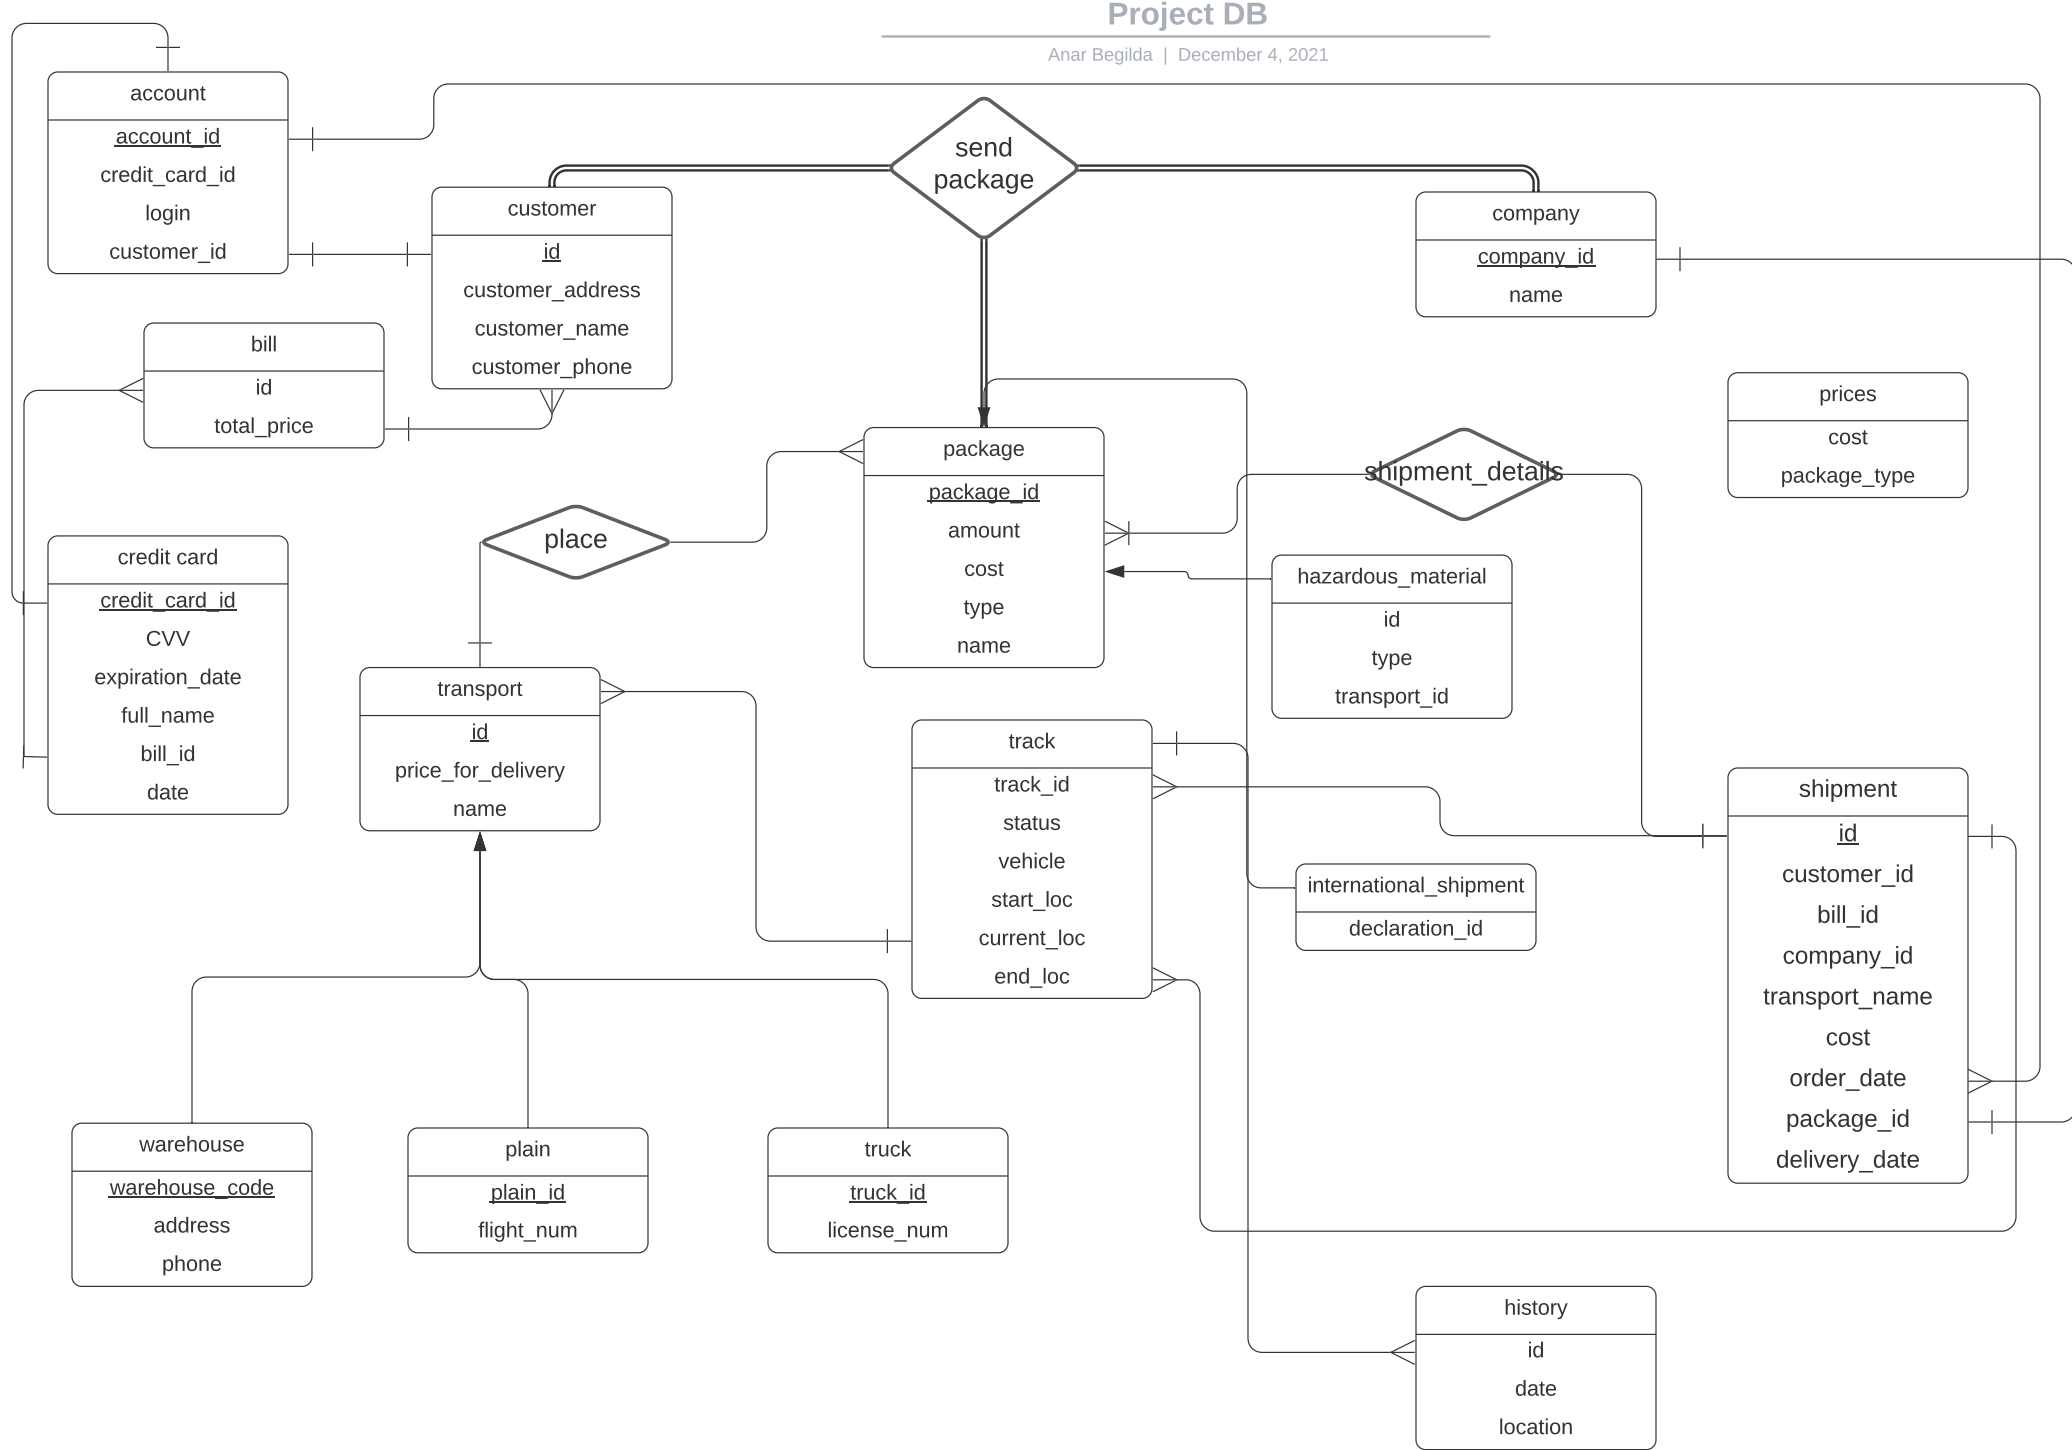 Project DB
Anar Begilda | December 4, 2021
account
account_id
credit_card_id
login
customer_id
send
package
customer
id
customer_address
customer_name
customer_phone
company
company_id
name
bill
id
total_price
prices
cost
package_type
package
package_id
amount
cost
type
name
shipment_details
place
credit card
credit_card_id
CVV
expiration_date
full_name
bill_id
date
hazardous_material
id
type
transport_id
transport
id
price_for_delivery
name
track
track_id
status
vehicle
start_loc
current_loc
end_loc
shipment
id
customer_id
bill_id
company_id
transport_name
cost
order_date
package_id
delivery_date
international_shipment
declaration_id
warehouse
warehouse_code
address
phone
plain
plain_id
flight_num
truck
truck_id
license_num
history
id
date
location